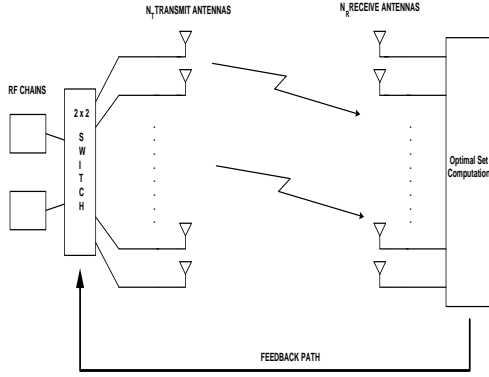 N_T TRANSMIT ANTENNAS
N_R RECEIVE ANTENNAS
RF CHAINS
2 x 2
S
W
I
T
C
H
Optimal Set
Computation
FEEDBACK PATH